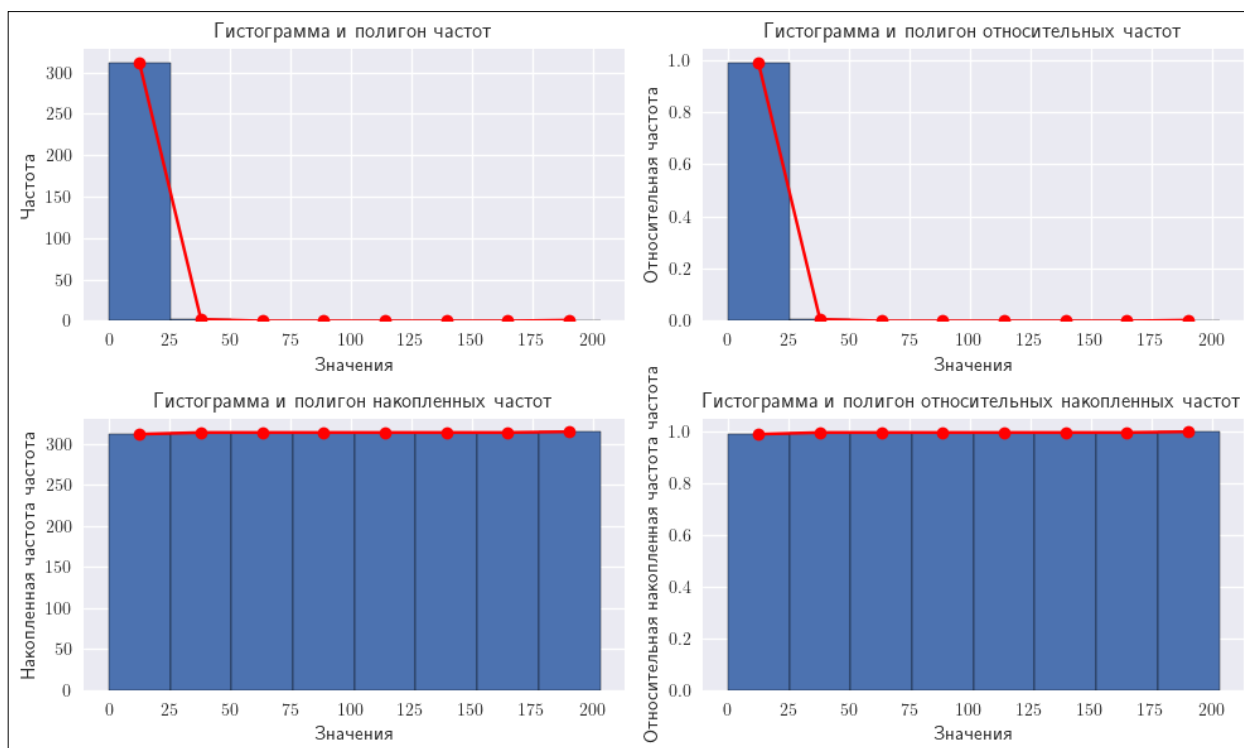 Гистограмма и полигон частот
Частота
300
250
200
150
100
50
0
0 25 50 75 100 125 150 175 200
Значения
Гистограмма и полигон относительных частот
Относительная частота
1.0
0.8
0.6
0.4
0.2
0.0
0 25 50 75 100 125 150 175 200
Значения
Гистограмма и полигон накопленных частот
Накопленная частота частота
300
250
200
150
100
50
0
0 25 50 75 100 125 150 175 200
Значения
Гистограмма и полигон относительных накопленных частот
Относительная накопленная частота частота
1.0
0.8
0.6
0.4
0.2
0.0
0 25 50 75 100 125 150 175 200
Значения